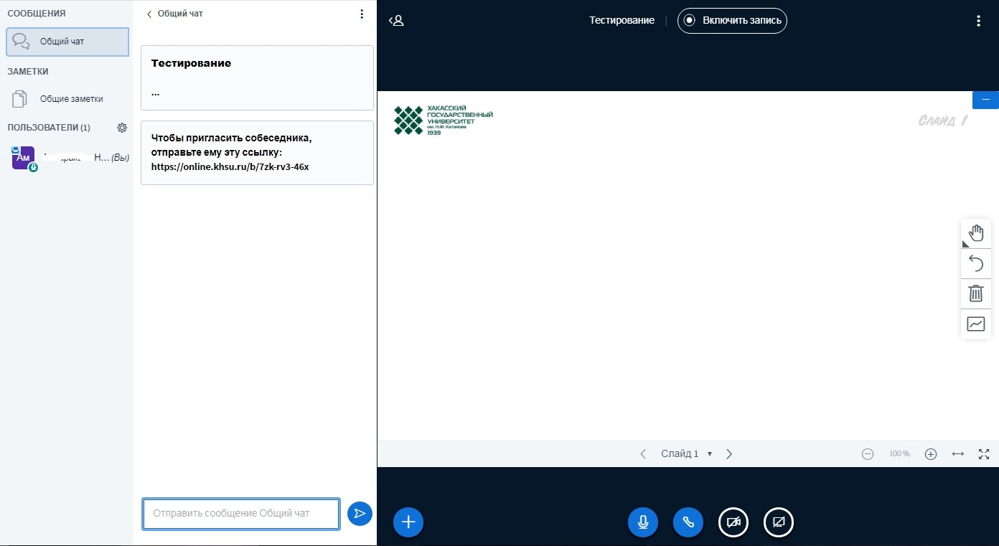 СООБЩЕНИЯ
Общий чат
ЗАМЕТКИ
Общие заметки
ПОЛЬЗОВАТЕЛИ (1)
Ам
Н... (Вы)
Общий чат
Тестирование
...
Чтобы пригласить собеседника,
отправьте ему эту ссылку:
https://online.khsu.ru/b/7zk-rv3-46x
Отправить сообщение Общий чат
Тестирование
Включить запись
ХАКАССКИЙ
ГОСУДАРСТВЕННЫЙ
УНИВЕРСИТЕТ
им. Н.Ф. Катанова
1939
Слайд 1
Слайд 1
100 %